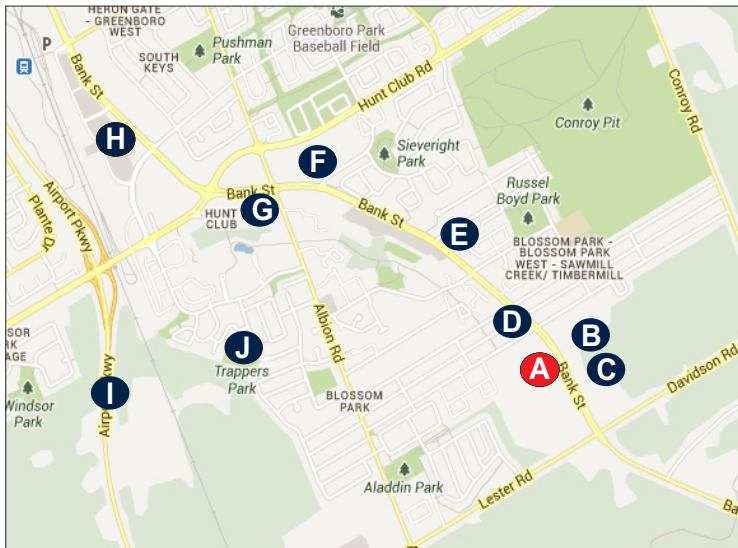 HERON GATE
- GREENBORO
WEST
P
Bank St
SOUTH
KEYS
Pushman
Park
Greenboro Park
Baseball Field
Hunt Club Rd
Conroy Rd
Conroy Pit
H
F
Sieveright
Park
Airport Pkwy
Plante Dr
Bank St
G
HUNT
CLUB
Bank St
E
Russel
Boyd Park
BLOSSOM PARK -
BLOSSOM PARK
WEST - SAWMILL
CREEK/ TIMBERMILL
Albion Rd
D
B
A
C
Bank St
Davidson Rd
J
Trappers
Park
I
Airport Pkwy
Windsor
Park
BLOSSOM
PARK
Aladdin Park
Lester Rd
Ba